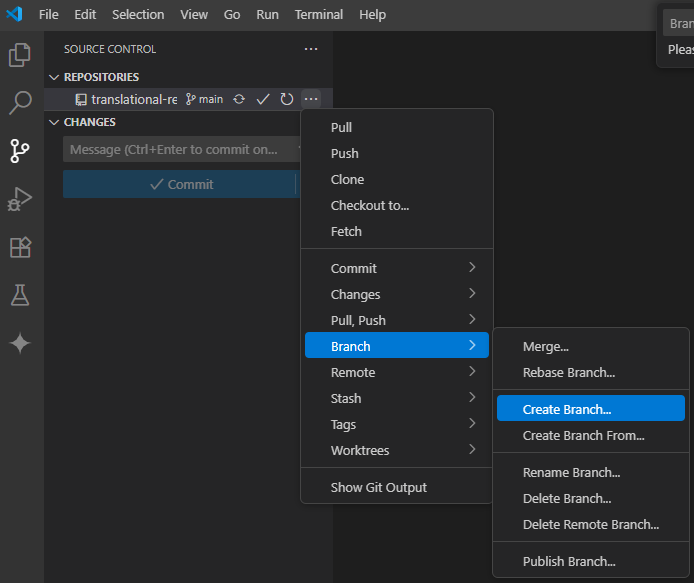 File Edit Selection View Go Run Terminal Help
SOURCE CONTROL
REPOSITORIES
translational-re main
CHANGES
Message (Ctrl+Enter to commit on...
Commit
Pull
Push
Clone
Checkout to...
Fetch
Commit
Changes
Pull, Push
Branch
Remote
Stash
Tags
Worktrees
Show Git Output
Merge...
Rebase Branch...
Create Branch...
Create Branch From...
Rename Branch...
Delete Branch...
Delete Remote Branch...
Publish Branch...
Bran
Pleas